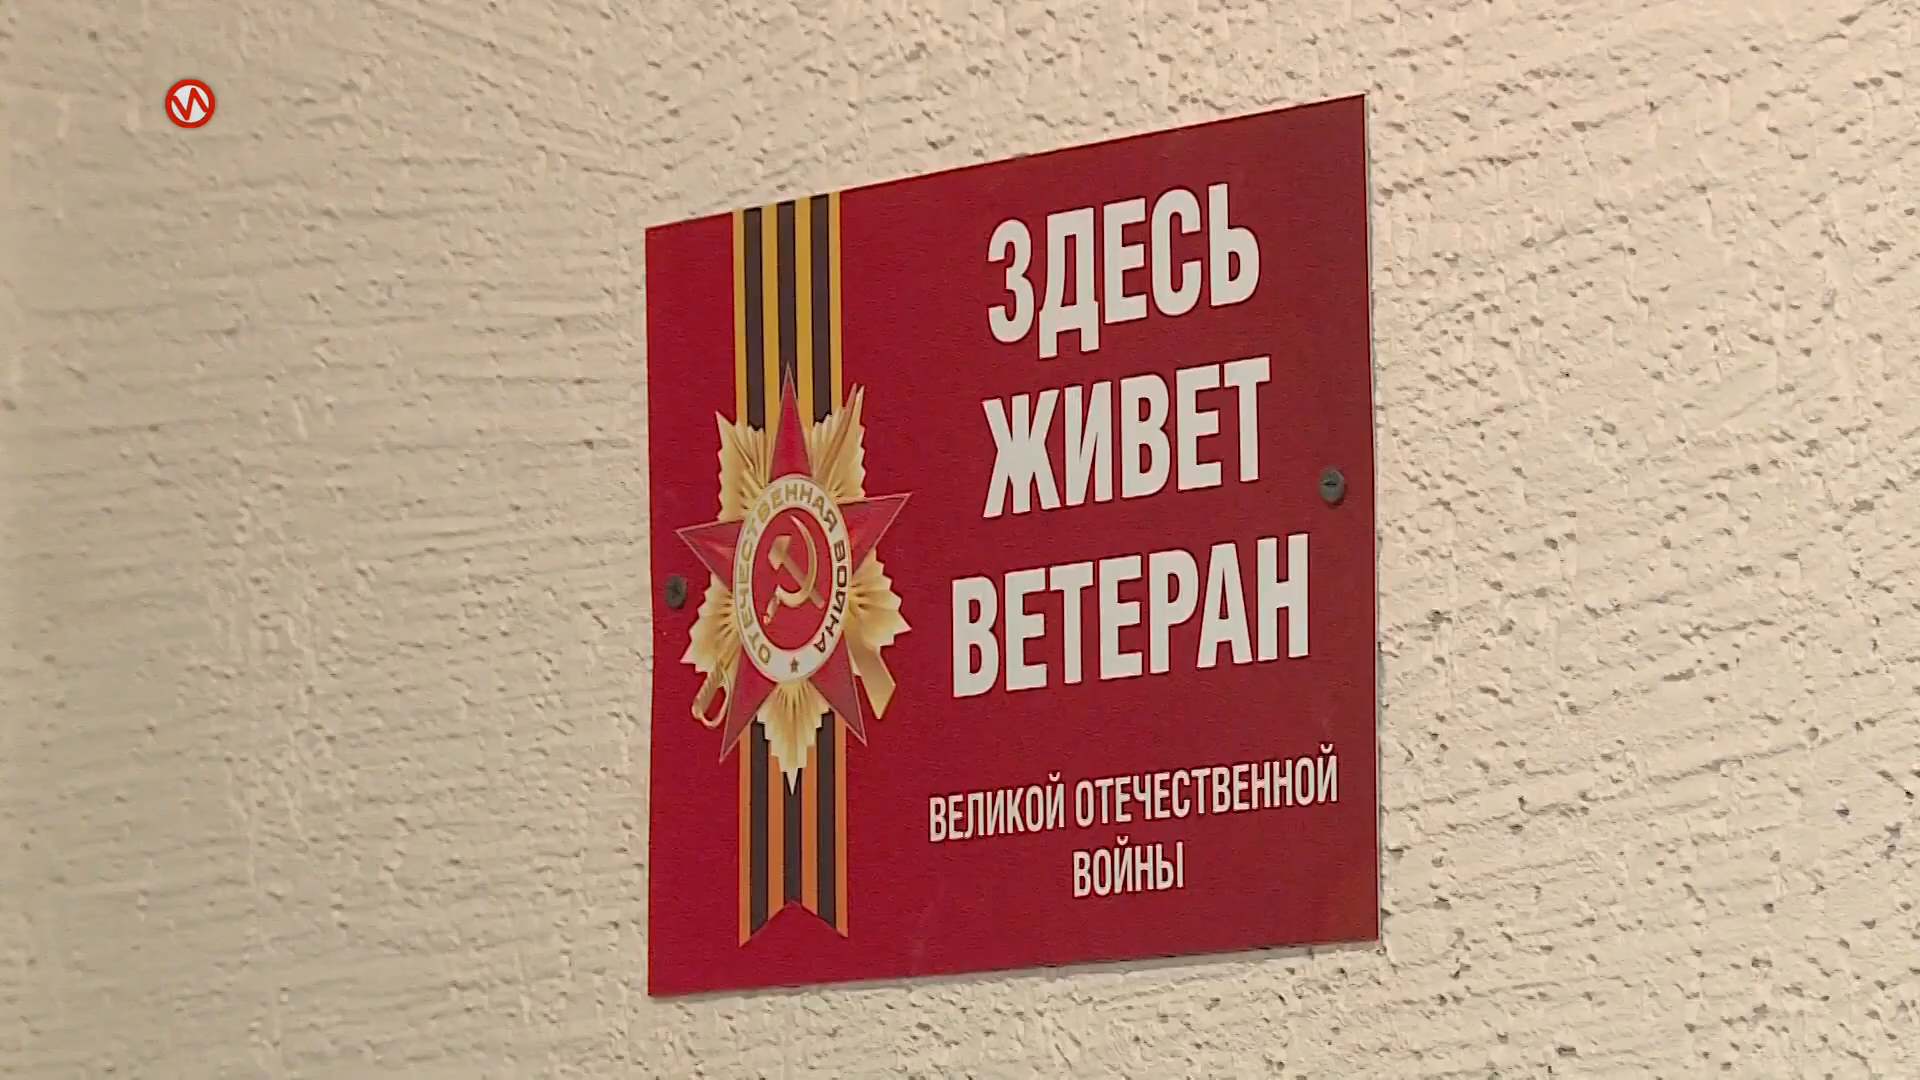 ЗДЕСЬ
ЖИВЕТ
ВЕТЕРАН
ВЕЛИКОЙ ОТЕЧЕСТВЕННОЙ
ВОЙНЫ
ОТЕЧЕСТВЕННАЯ ВОЙНА